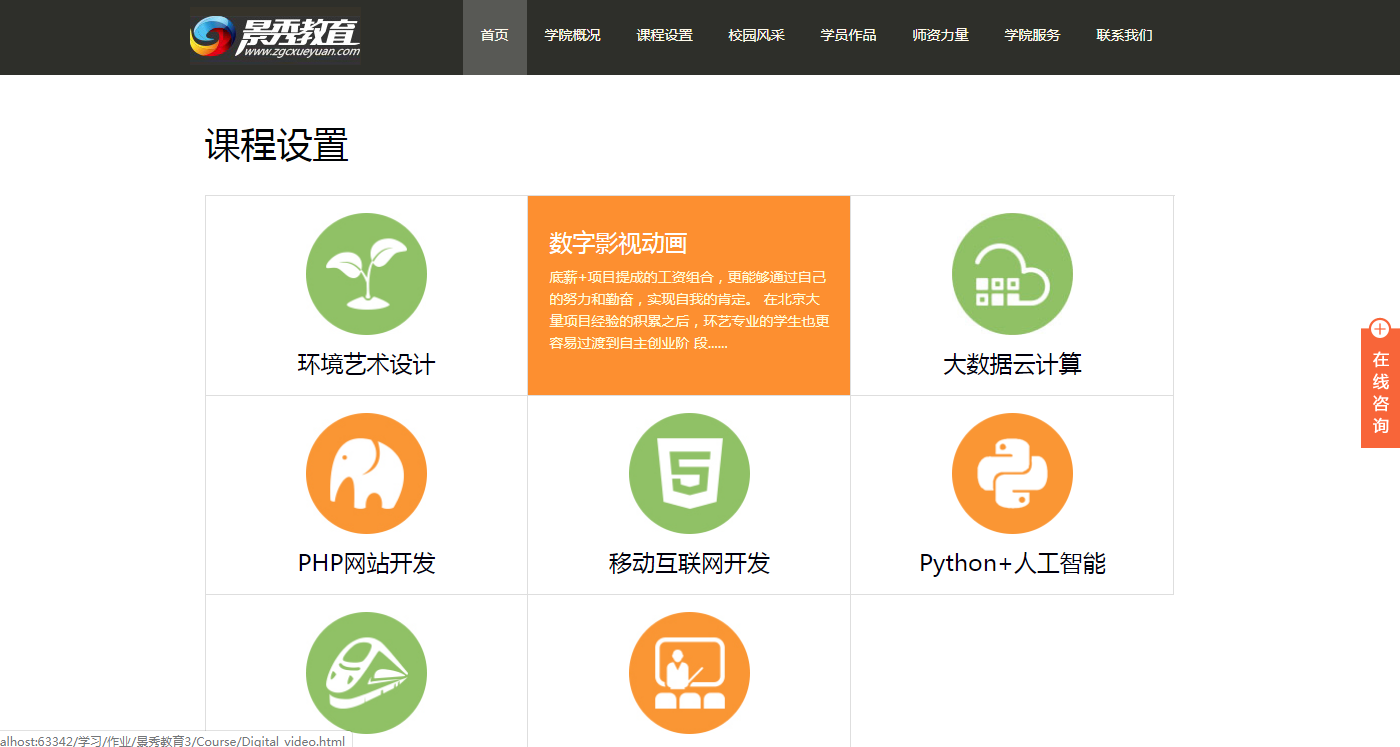 景秀教育
www.zgcxueyuan.com
首页 学院概况 课程设置 校园风采 学员作品 师资力量 学院服务 联系我们
课程设置
环境艺术设计
数字影视动画
底薪+项目提成的工资组合，更能够通过自己
的努力和勤奋，实现自我的肯定。 在北京大
量项目经验的积累之后，环艺专业的学生也更
容易过渡到自主创业阶 段......
大数据云计算
PHP网站开发
移动互联网开发
Python+人工智能
在
线
咨
询
alhost:63342/学习/作业/景秀教育3/Course/Digital_video.html